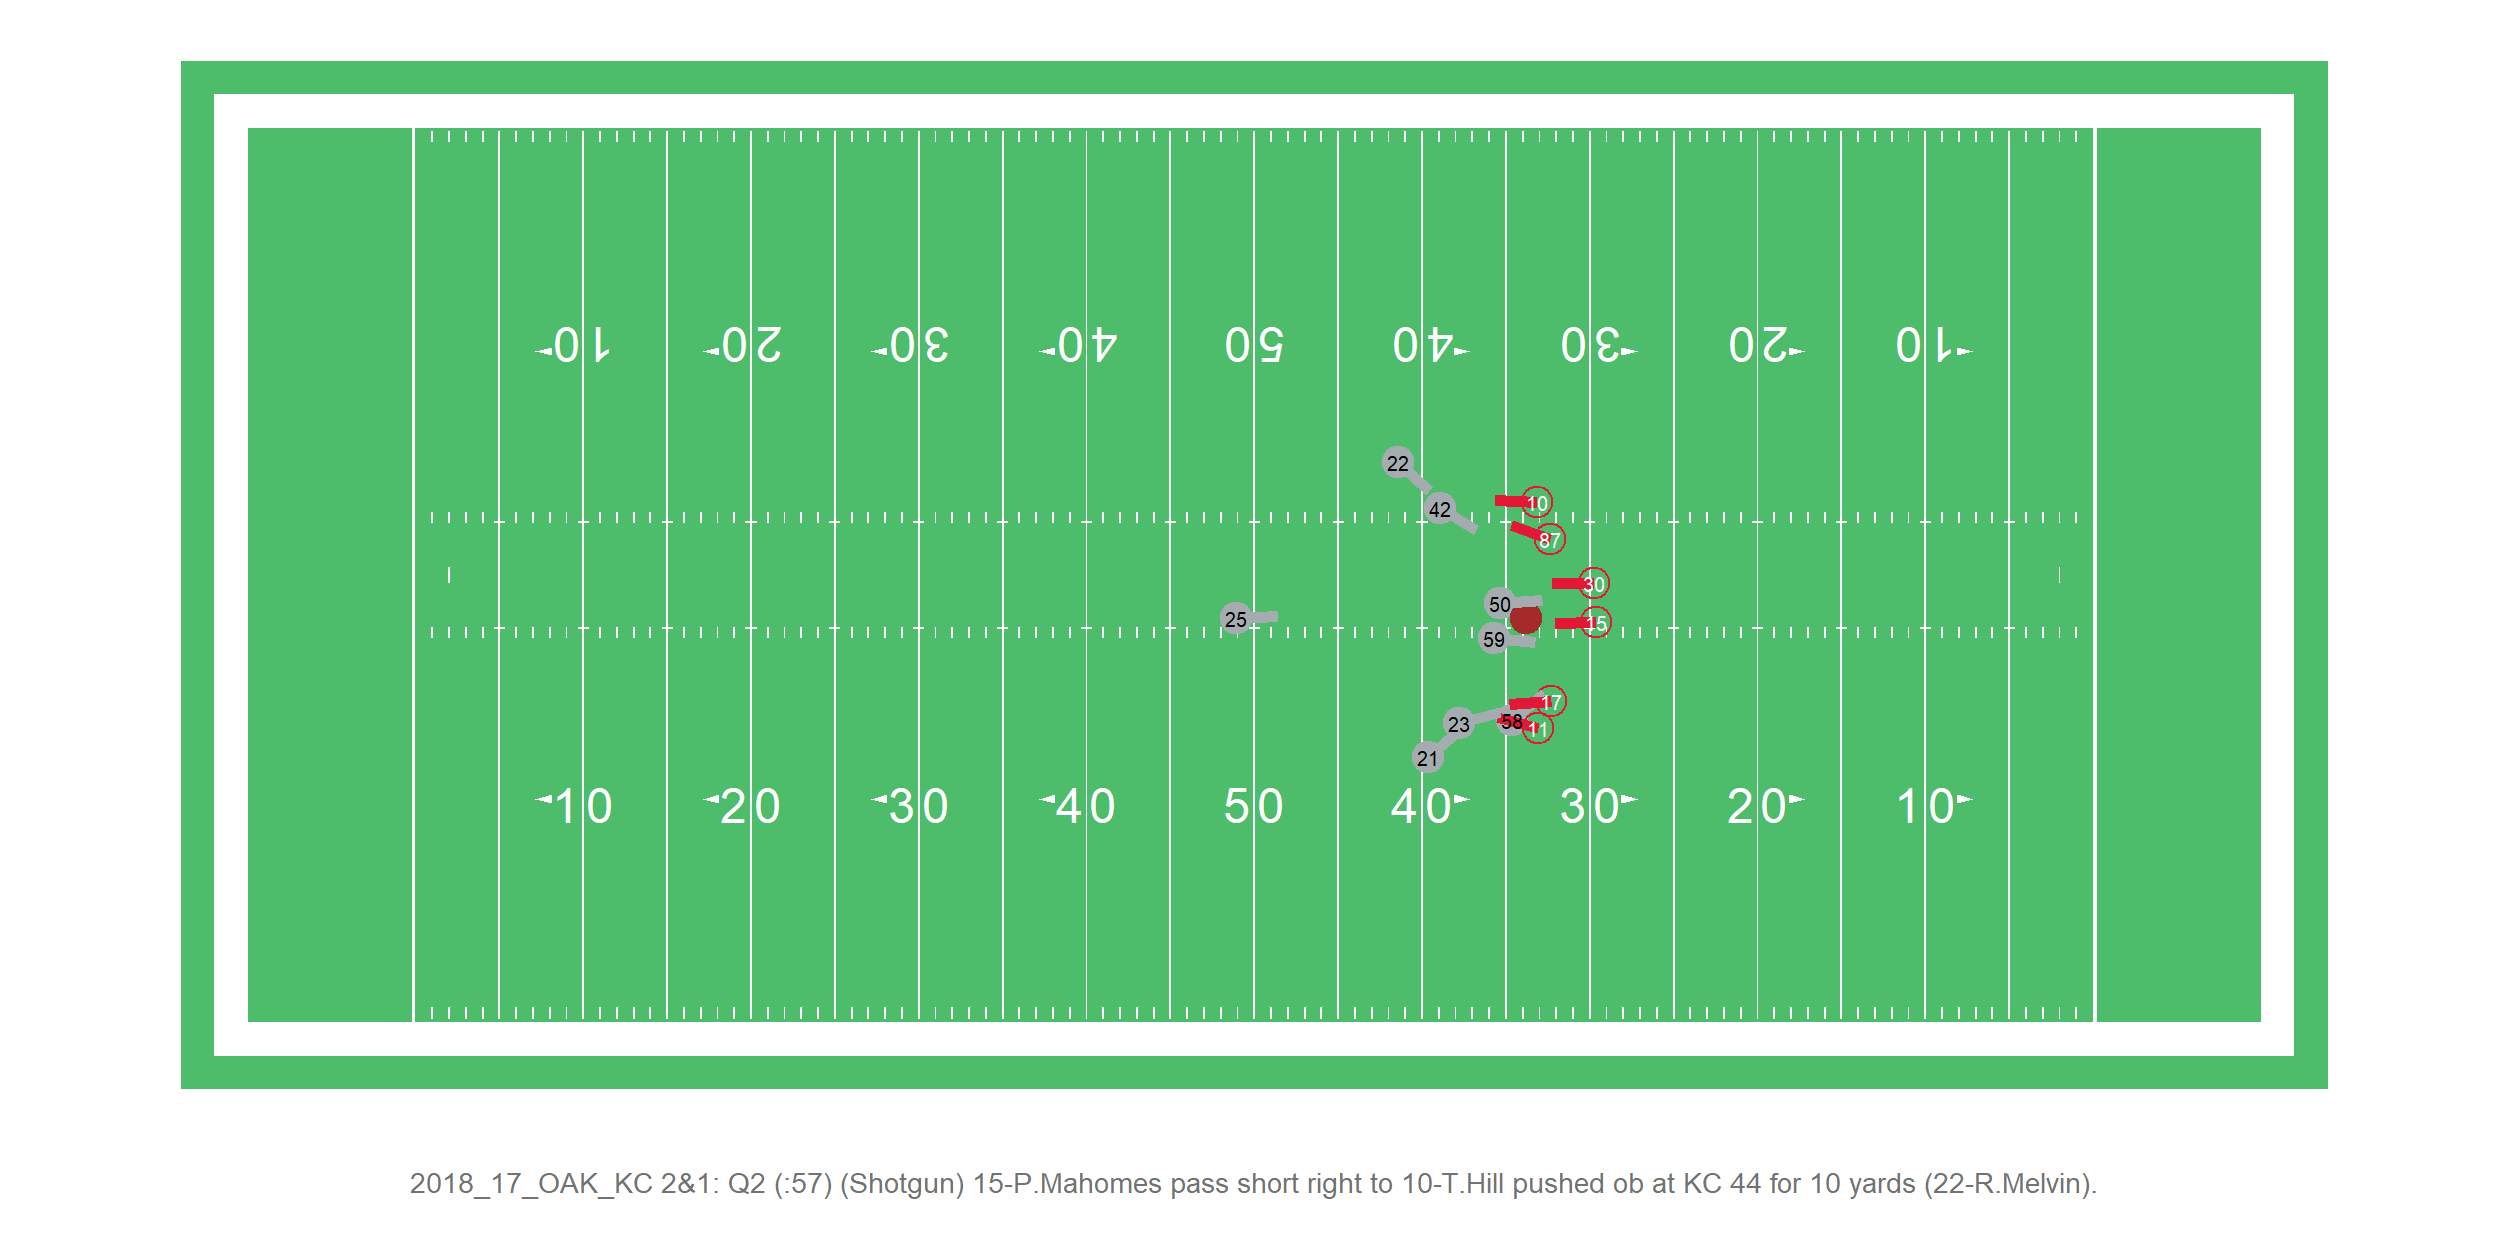 10 20 30 40 50 40 30 20 10
22
10
42
87
30
50
25
15
59
17
23 58 11
21
10 20 30 40 50 40 30 20 10
2018_17_OAK_KC 2&1: Q2 (:57) (Shotgun) 15-P.Mahomes pass short right to 10-T.Hill pushed ob at KC 44 for 10 yards (22-R.Melvin).